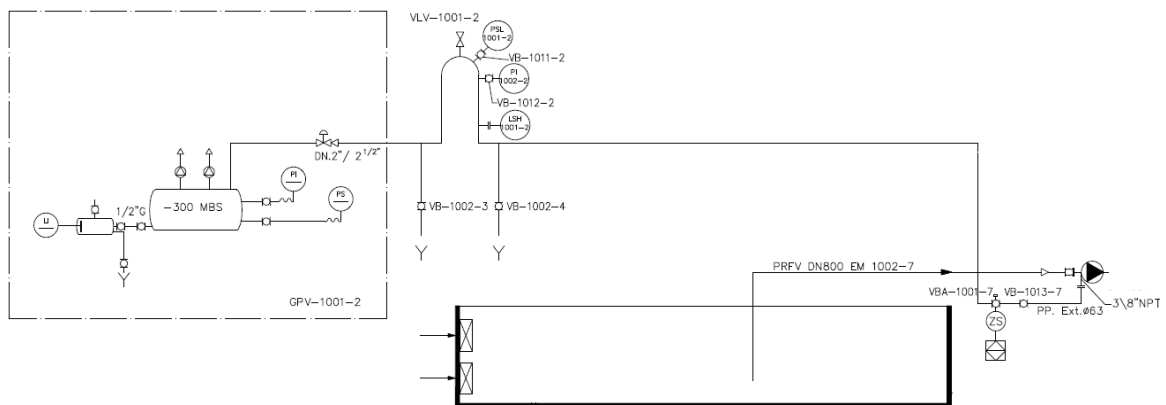 VLV-1001-2
PSL
1001-2
VB-1011-2
PI
1002-2
VB-1012-2
LSH
1001-2
DN.2"/ 2 1/2"
PI
PS
1/2"G
-300 MBS
LI
VB-1002-3
VB-1002-4
GPV-1001-2
PRFV DN800 EM 1002-7
VBA-1001-7
VB-1013-7
3\8"NPT
PP. Ext.ø63
ZS